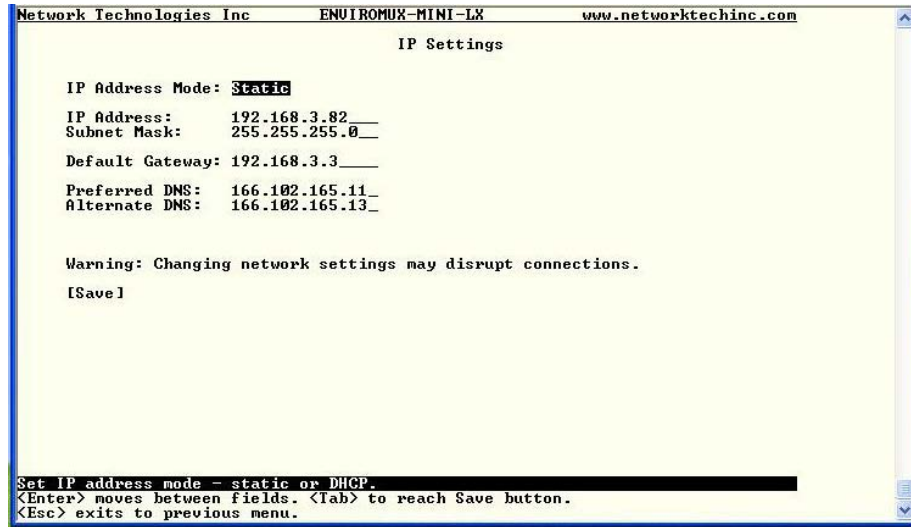 Network Technologies Inc ENVIROMUX-MINI-LX www.networktechinc.com
IP Settings
IP Address Mode: Static
IP Address: 192.168.3.82___
Subnet Mask: 255.255.255.0__
Default Gateway: 192.168.3.3____
Preferred DNS: 166.102.165.11_
Alternate DNS: 166.102.165.13_
Warning: Changing network settings may disrupt connections.
[Save]
Set IP address mode - static or DHCP.
<Enter> moves between fields. <Tab> to reach Save button.
<Esc> exits to previous menu.